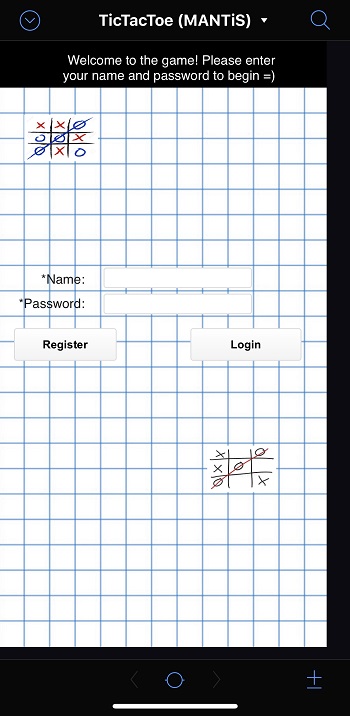 TicTacToe (MANTiS)
Welcome to the game! Please enter
your name and password to begin =)
X X O
O O X
O X O
*Name:
*Password:
Register Login
X O
X O
O X